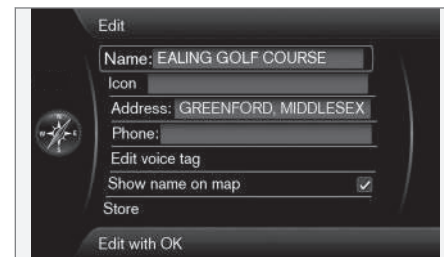 Edit
Name: EALING GOLF COURSE
Icon
Address: GREENFORD, MIDDLESEX
Phone:
Edit voice tag
Show name on map
Store
Edit with OK